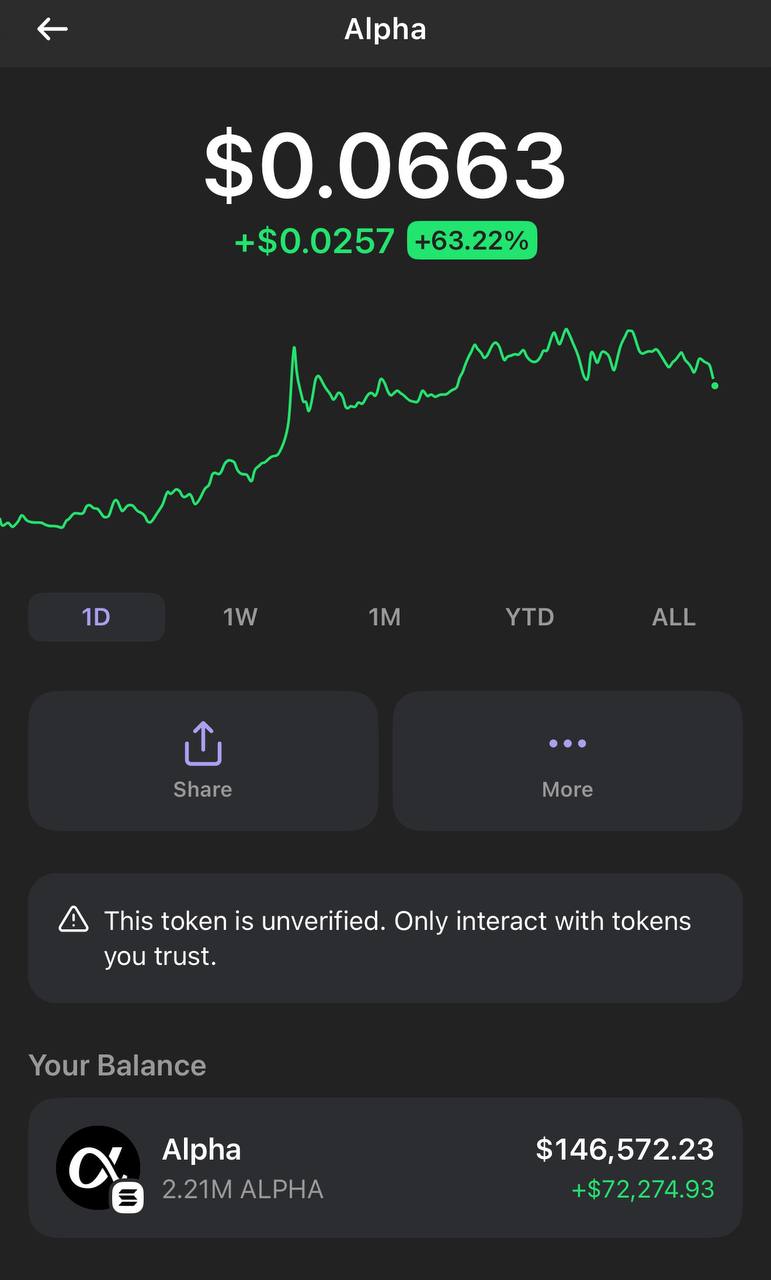 Alpha
$0.0663
+$0.0257 +63.22%
1D 1W 1M YTD ALL
Share More
This token is unverified. Only interact with tokens
you trust.
Your Balance
Alpha $146,572.23
2.21M ALPHA +$72,274.93